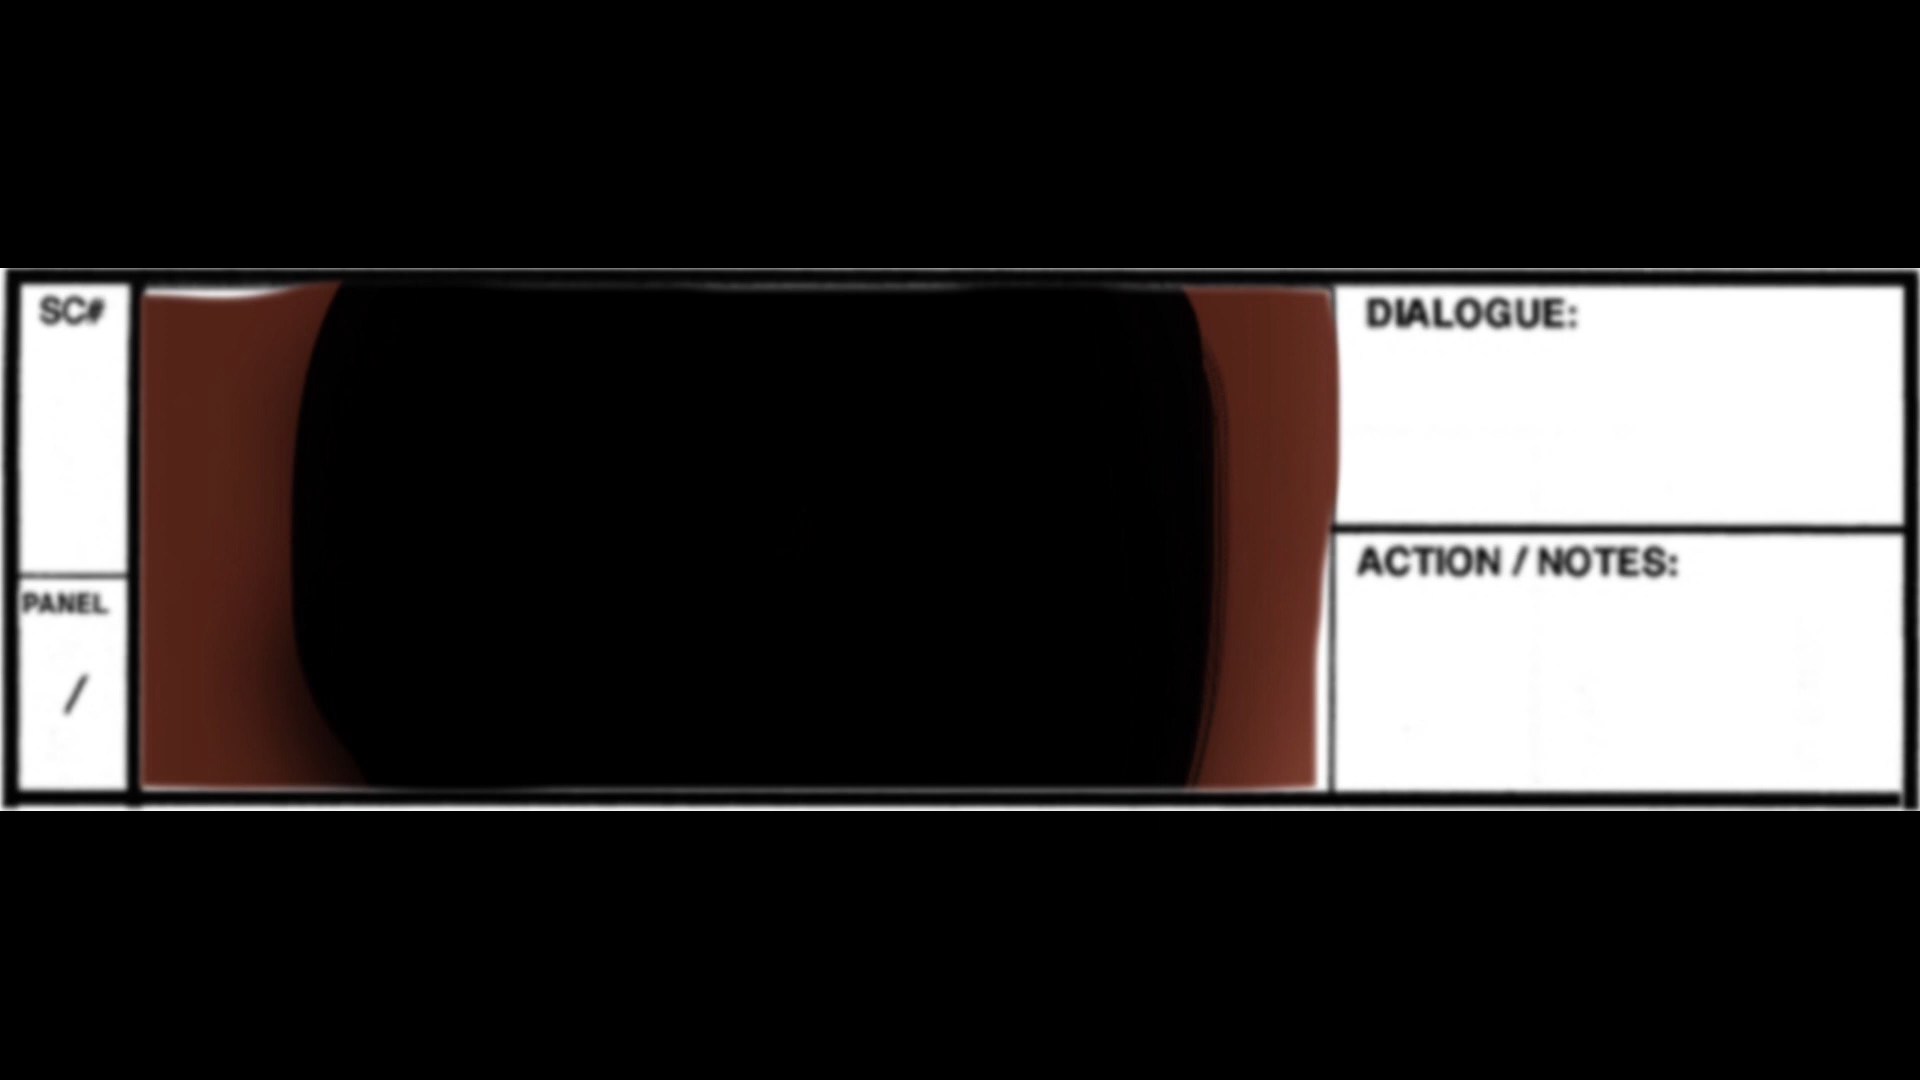 SC#
PANEL
/
DIALOGUE:
ACTION / NOTES: